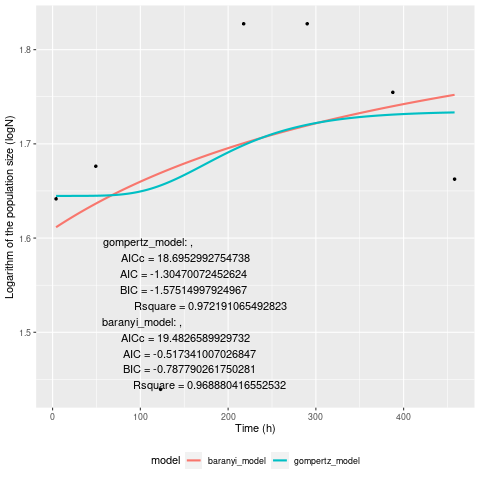 1.8
1.7
1.6
1.5
Logarithm of the population size (logN)
gompertz_model: ,
AICc = 18.6952992754738
AIC = -1.30470072452624
BIC = -1.57514997924967
Rsquare = 0.972191065492823
baranyi_model: ,
AICc = 19.4826589929732
AIC = -0.517341007026847
BIC = -0.787790261750281
Rsquare = 0.968880416552532
0 100 200 300 400
Time (h)
model baranyi_model gompertz_model